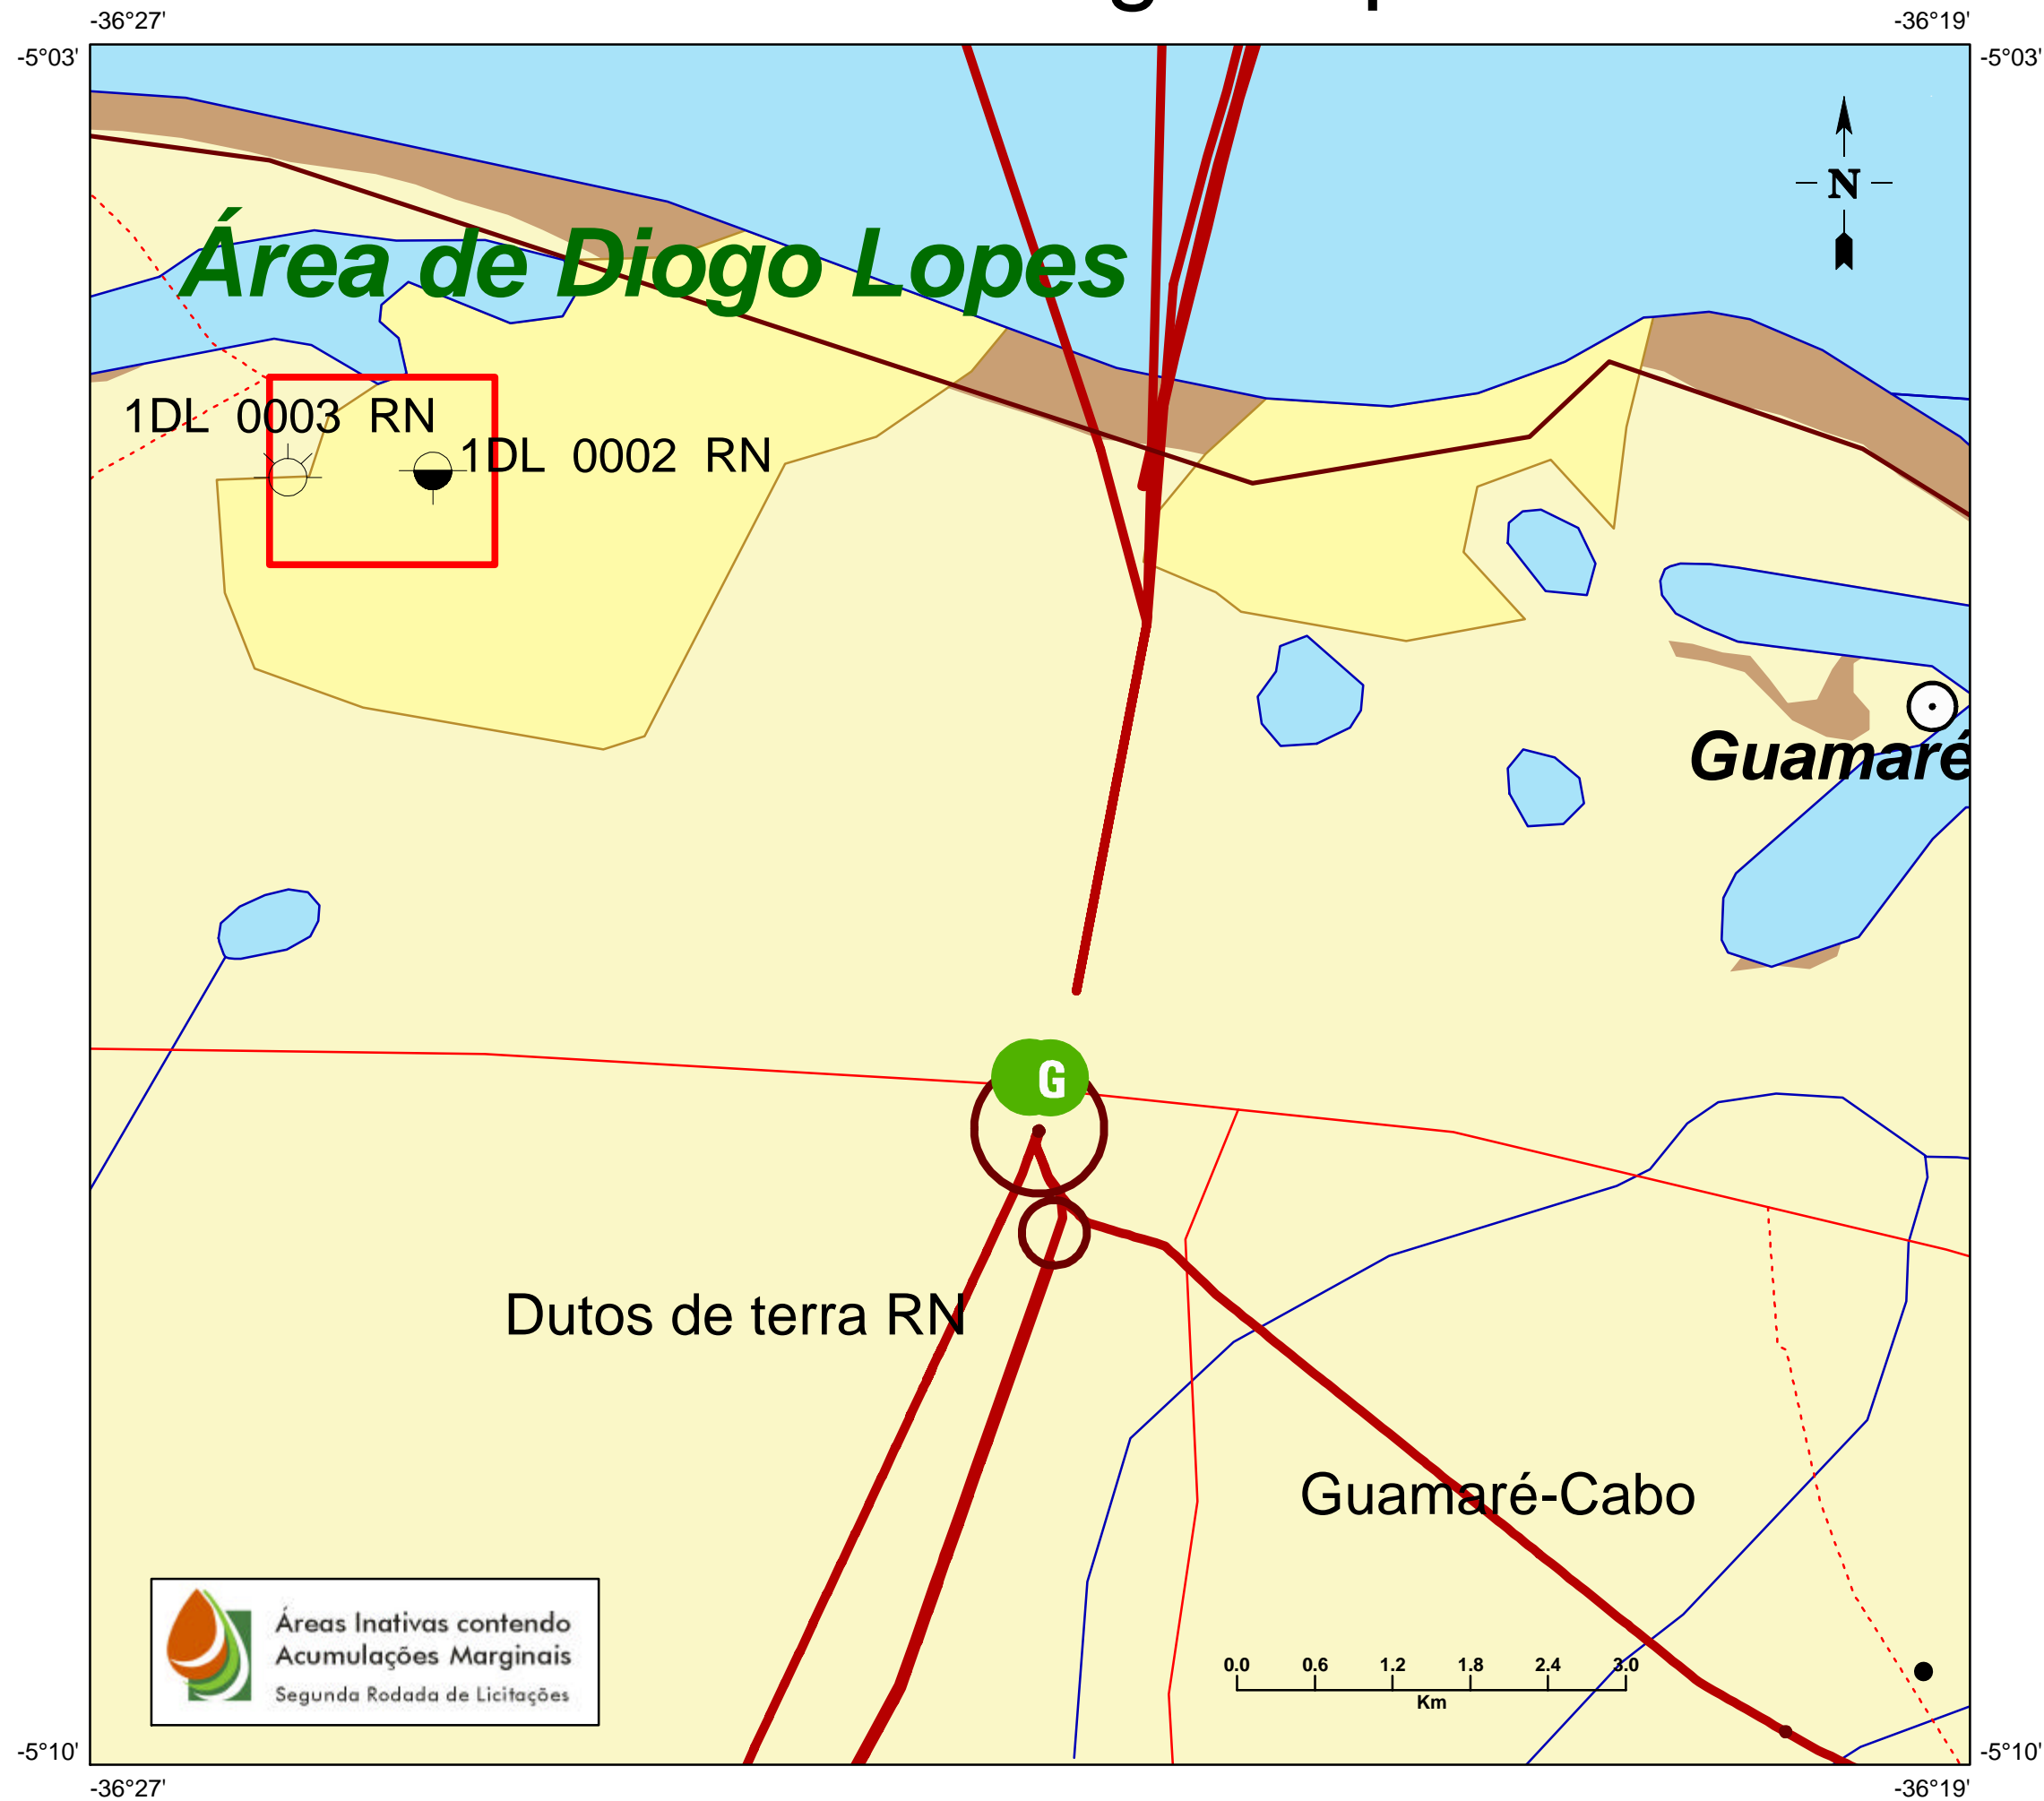 -36°27'
-36°19'
-5°03'
-5°03'
N
Área de Diogo Lopes
1DL 0003 RN
1DL 0002 RN
Guamaré
G
Dutos de terra RN
Guamaré-Cabo
Áreas Inativas contendo
Acumulações Marginais
Segunda Rodada de Licitações
0.0 0.6 1.2 1.8 2.4 3.0
Km
-5°10'
-5°10'
-36°27'
-36°19'